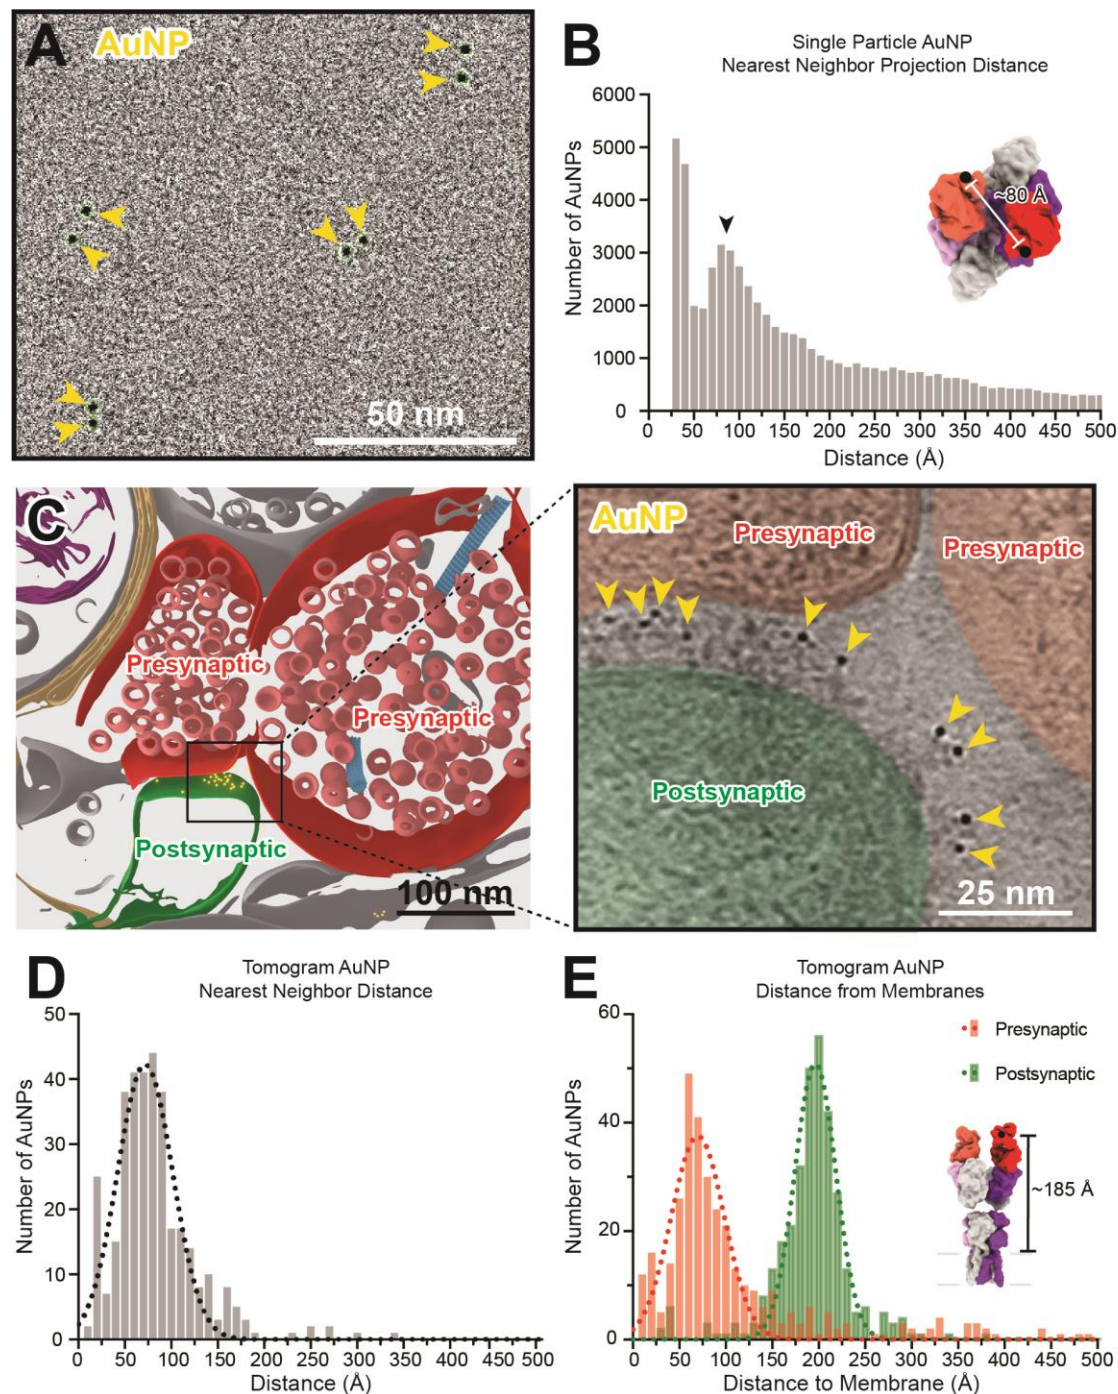 A
AuNP
50 nm
B
Single Particle AuNP
Nearest Neighbor Projection Distance
Number of AuNPs
6000
5000
4000
3000
2000
1000
0
~80 Å
0 50 100 150 200 250 300 350 400 450 500
Distance (Å)
C
Presynaptic
Presynaptic
Postsynaptic
100 nm
AuNP
Presynaptic
Presynaptic
Postsynaptic
25 nm
D
Tomogram AuNP
Nearest Neighbor Distance
Number of AuNPs
50
40
30
20
10
0
0 50 100 150 200 250 300 350 400 450 500
Distance (Å)
E
Tomogram AuNP
Distance from Membranes
Number of AuNPs
60
40
20
0
Presynaptic
Postsynaptic
~185 Å
0 50 100 150 200 250 300 350 400 450 500
Distance to Membrane (Å)